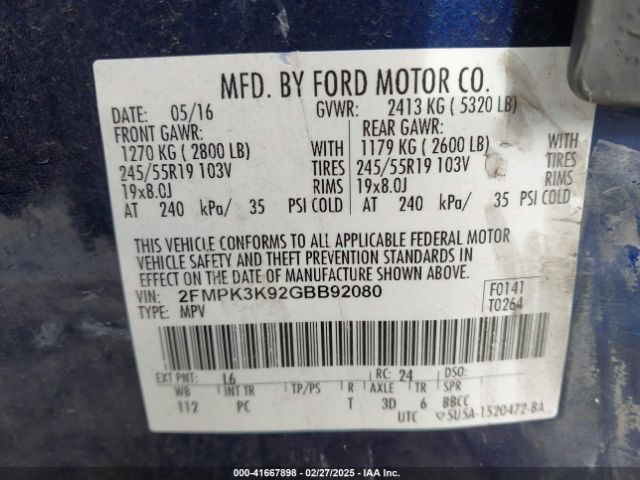 MFD. BY FORD MOTOR CO.
DATE: 05/16 GVWR: 2413 KG ( 5320 LB)
FRONT GAWR: REAR GAWR:
1270 KG ( 2800 LB) WITH 1179 KG ( 2600 LB) WITH
245/55R19 103V TIRES 245/55R19 103V TIRES
19x8.0J RIMS 19x8.0J RIMS
AT 240 kPa/ 35 PSI COLD AT 240 kPa/ 35 PSI COLD
THIS VEHICLE CONFORMS TO ALL APPLICABLE FEDERAL MOTOR
VEHICLE SAFETY AND THEFT PREVENTION STANDARDS IN
EFFECT ON THE DATE OF MANUFACTURE SHOWN ABOVE.
VIN: 2FMPK3K92GBB92080 F0141
TYPE: MPV T0264
EXT PNT: L6 RC: 24 DSO:
WB INT TR TP/PS R AXLE TR SPR
112 PC T 3D 6 BBCC
UTC 5U5A-1520472-BA
000-41667898 - 02/27/2025 - IAA Inc.